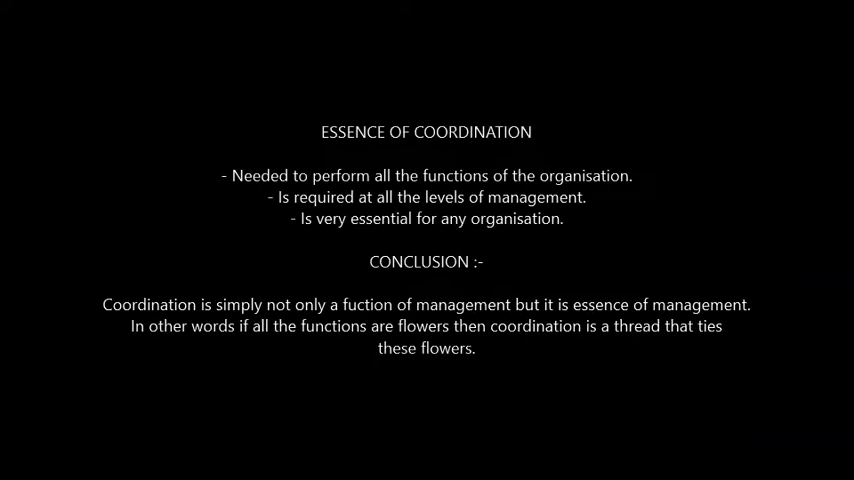 ESSENCE OF COORDINATION
- Needed to perform all the functions of the organisation.
- Is required at all the levels of management.
- Is very essential for any organisation.
CONCLUSION :-
Coordination is simply not only a fuction of management but it is essence of management.
In other words if all the functions are flowers then coordination is a thread that ties
these flowers.